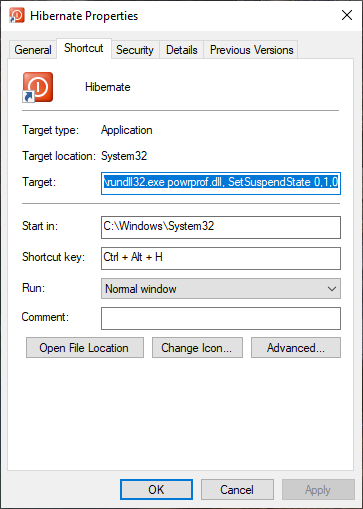 Hibernate Properties
General Shortcut Security Details Previous Versions
Hibernate
Target type: Application
Target location: System32
Target: \rundll32.exe powrprof.dll, SetSuspendState 0,1,0
Start in: C:\Windows\System32
Shortcut key: Ctrl + Alt + H
Run: Normal window
Comment:
Open File Location Change Icon... Advanced...
OK Cancel Apply